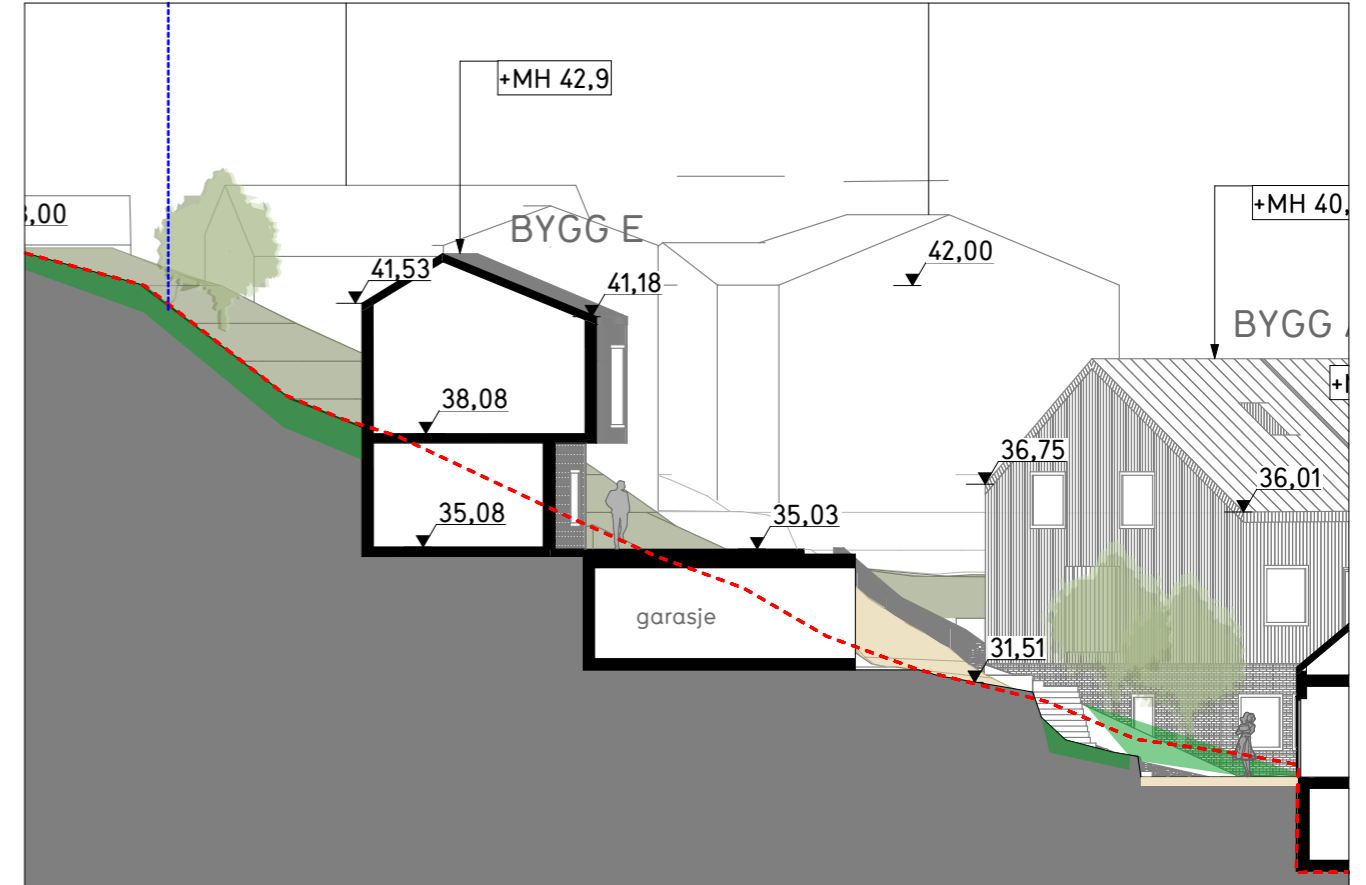 +MH 42,9
,00
+MH 40,
BYGG E
42,00
41,53
41,18
BYGG
38,08
36,75
36,01
35,08
35,03
garasje
31,51